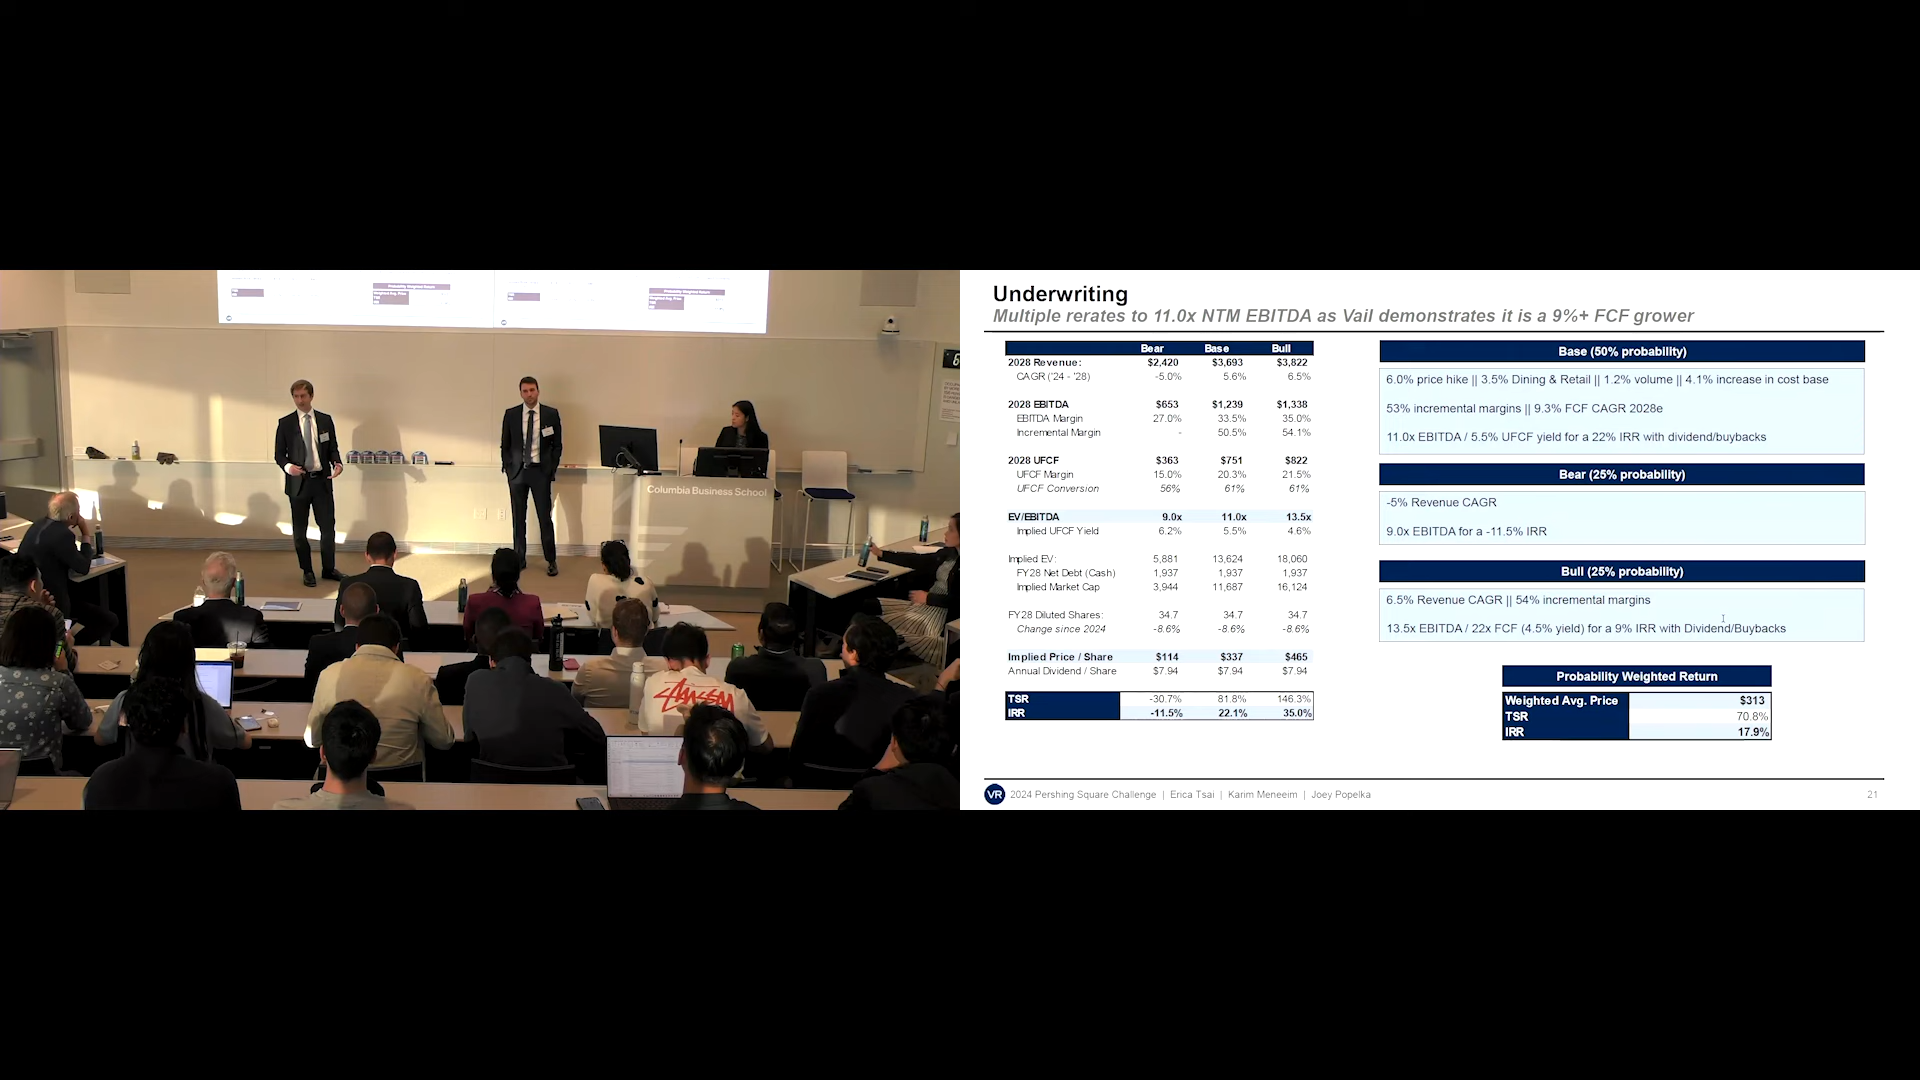 Columbia Business School
STUSSY
Underwriting
Multiple rerates to 11.0x NTM EBITDA as Vail demonstrates it is a 9%+ FCF grower
Bear Base Bull
2028 Revenue: $2,420 $3,693 $3,822
CAGR ('24 - '28) -5.0% 5.6% 6.5%
2028 EBITDA $653 $1,239 $1,338
EBITDA Margin 27.0% 33.5% 35.0%
Incremental Margin - 50.5% 54.1%
2028 UFCF $363 $751 $822
UFCF Margin 15.0% 20.3% 21.5%
UFCF Conversion 56% 61% 61%
EV/EBITDA 9.0x 11.0x 13.5x
Implied UFCF Yield 6.2% 5.5% 4.6%
Implied EV: 5,881 13,624 18,060
FY28 Net Debt (Cash) 1,937 1,937 1,937
Implied Market Cap 3,944 11,687 16,124
FY28 Diluted Shares: 34.7 34.7 34.7
Change since 2024 -8.6% -8.6% -8.6%
Implied Price / Share $114 $337 $465
Annual Dividend / Share $7.94 $7.94 $7.94
TSR -30.7% 81.8% 146.3%
IRR -11.5% 22.1% 35.0%
Base (50% probability)
6.0% price hike || 3.5% Dining & Retail || 1.2% volume || 4.1% increase in cost base
53% incremental margins || 9.3% FCF CAGR 2028e
11.0x EBITDA / 5.5% UFCF yield for a 22% IRR with dividend/buybacks
Bear (25% probability)
-5% Revenue CAGR
9.0x EBITDA for a -11.5% IRR
Bull (25% probability)
6.5% Revenue CAGR || 54% incremental margins
13.5x EBITDA / 22x FCF (4.5% yield) for a 9% IRR with Dividend/Buybacks
Probability Weighted Return
Weighted Avg. Price $313
TSR 70.8%
IRR 17.9%
VR 2024 Pershing Square Challenge | Erica Tsai | Karim Meneeim | Joey Popelka
21